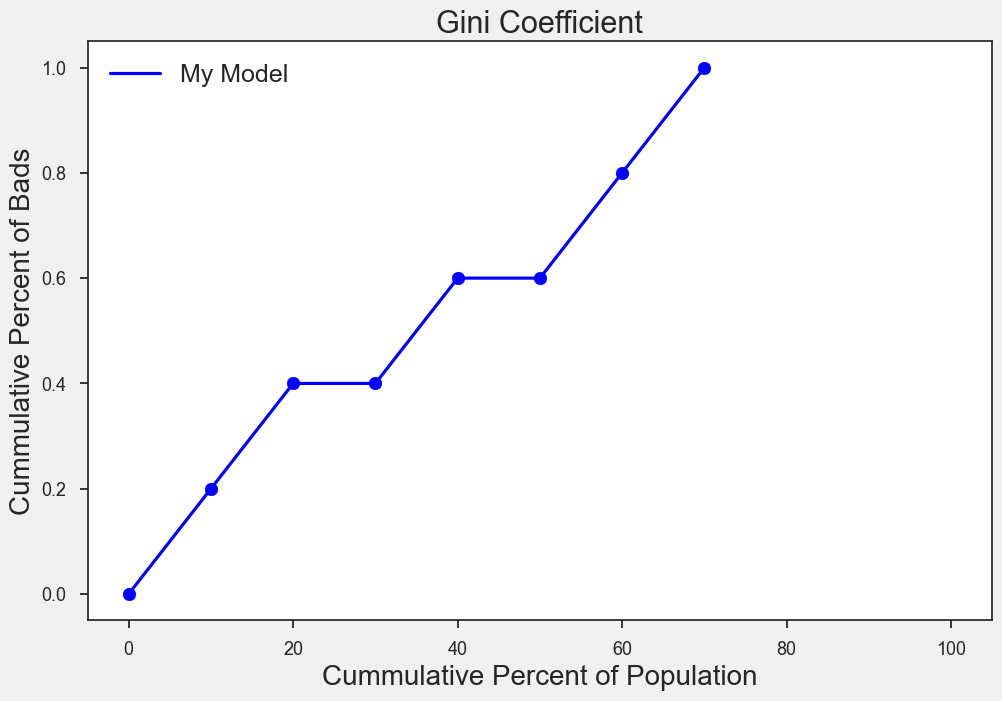 Gini Coefficient
My Model
Cummulative Percent of Bads
1.0
0.8
0.6
0.4
0.2
0.0
0 20 40 60 80 100
Cummulative Percent of Population